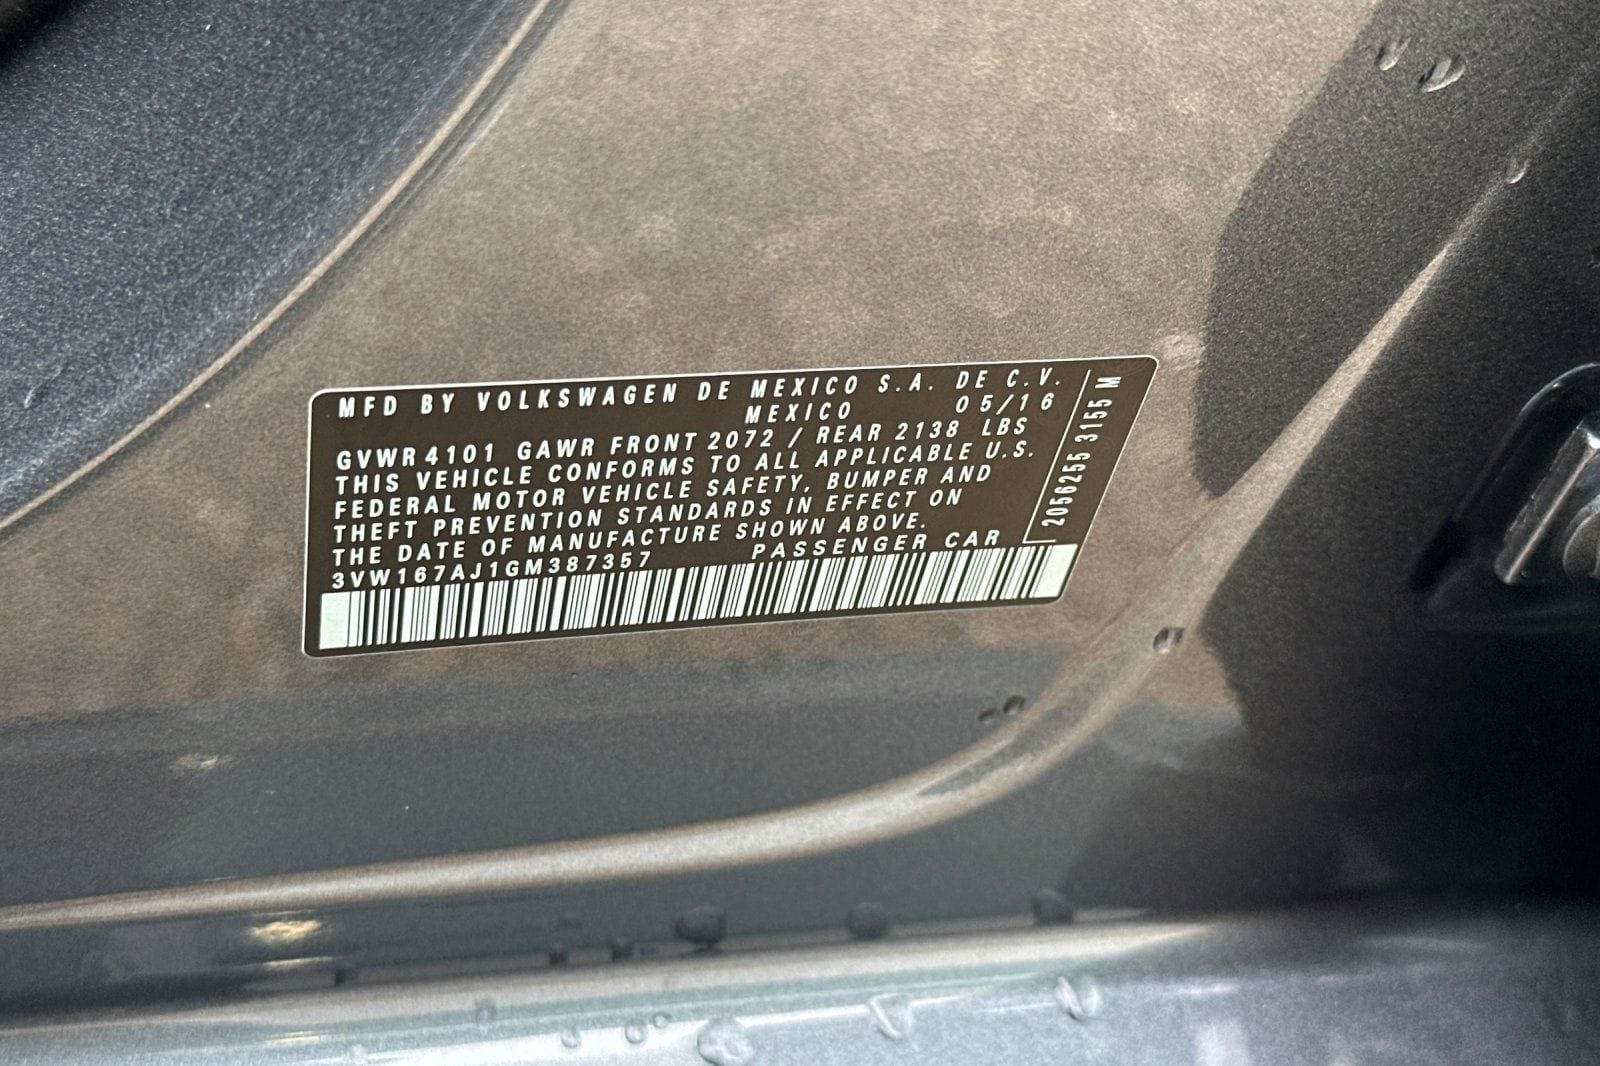 MFD BY VOLKSWAGEN DE MEXICO S.A. DE C.V.
MEXICO 05/16
GVWR 4101 GAWR FRONT 2072 / REAR 2138 LBS
THIS VEHICLE CONFORMS TO ALL APPLICABLE U.S.
FEDERAL MOTOR VEHICLE SAFETY, BUMPER AND
THEFT PREVENTION STANDARDS IN EFFECT ON
THE DATE OF MANUFACTURE SHOWN ABOVE.
3VW167AJ1GM387357 PASSENGER CAR
2056255 3155 M